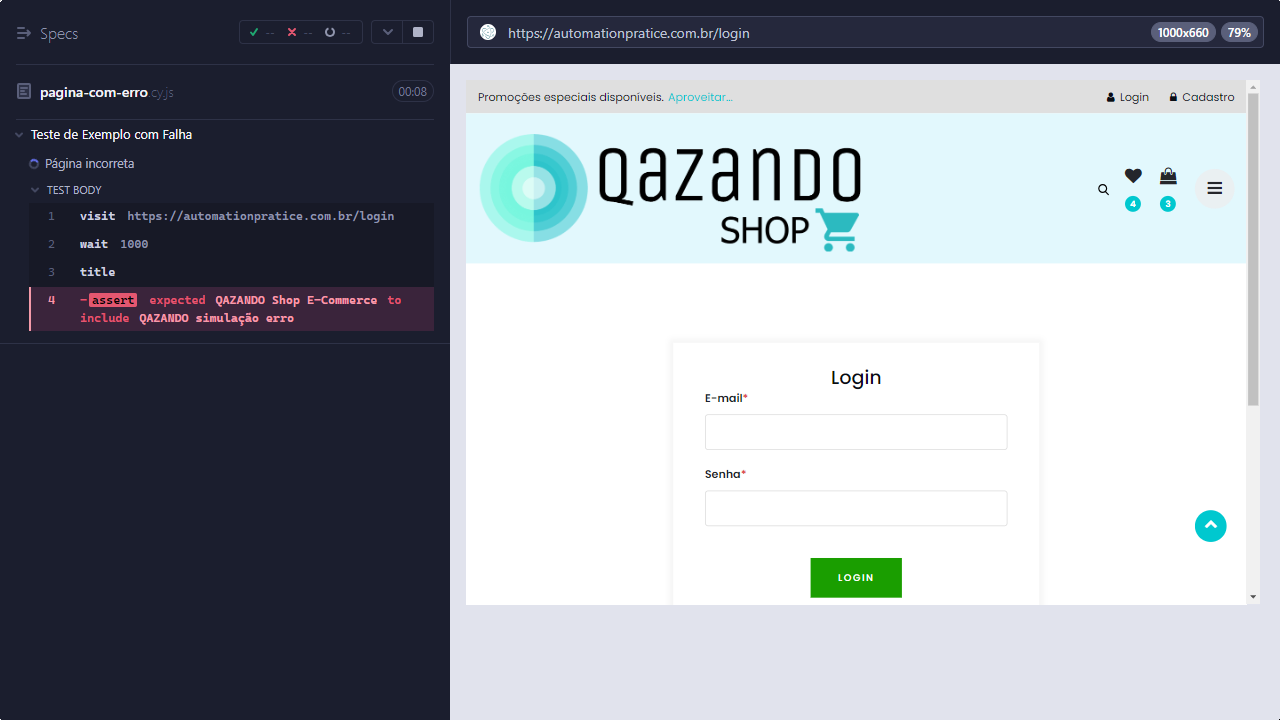 Specs
-- -- --
pagina-com-erro.cy.js 00:08
Teste de Exemplo com Falha
Página incorreta
TEST BODY
1 visit https://automationpratice.com.br/login
2 wait 1000
3 title
4 -assert expected QAZANDO Shop E-Commerce to
include QAZANDO simulação erro
https://automationpratice.com.br/login 1000x660 79%
Promoções especiais disponíveis. Aproveitar... Login Cadastro
QAZANDO
SHOP
4 3
Login
E-mail*
Senha*
LOGIN